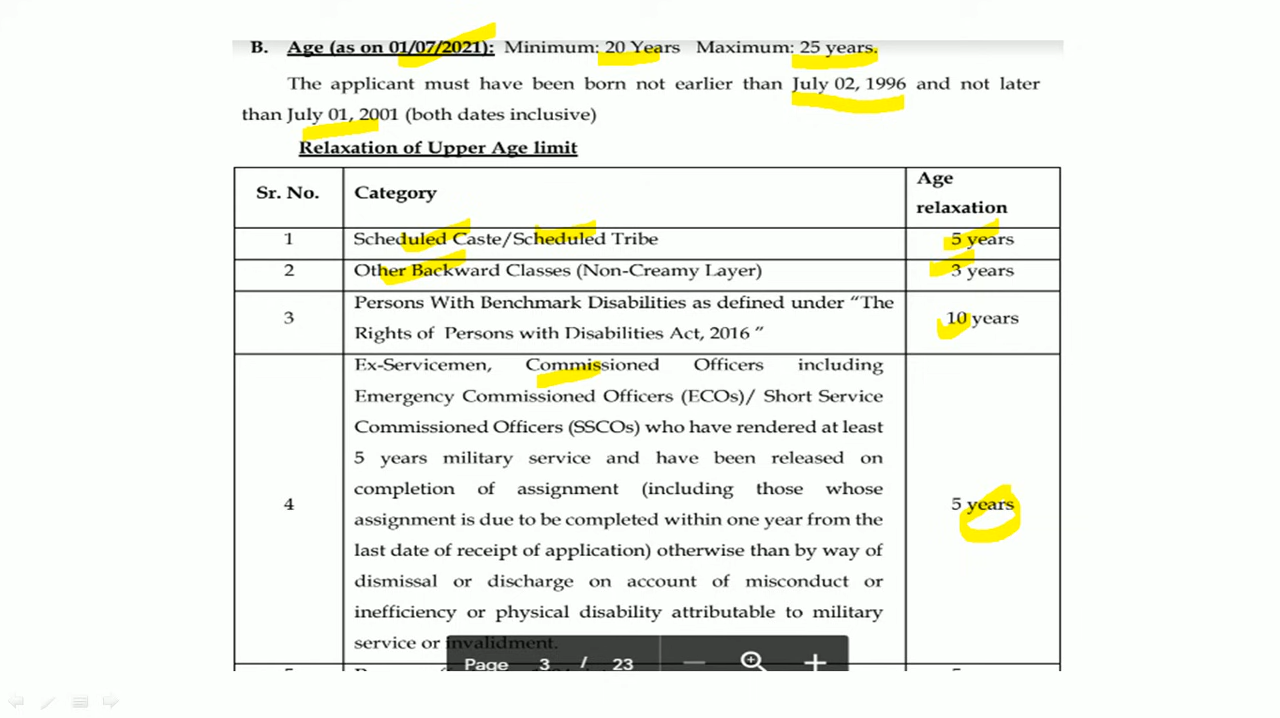 B. Age (as on 01/07/2021): Minimum: 20 Years Maximum: 25 years.
The applicant must have been born not earlier than July 02, 1996 and not later
than July 01, 2001 (both dates inclusive)
Relaxation of Upper Age limit
Sr. No. Category Age relaxation
1 Scheduled Caste/Scheduled Tribe 5 years
2 Other Backward Classes (Non-Creamy Layer) 3 years
3 Persons With Benchmark Disabilities as defined under “The
Rights of Persons with Disabilities Act, 2016 ” 10 years
4 Ex-Servicemen, Commissioned Officers including
Emergency Commissioned Officers (ECOs)/ Short Service
Commissioned Officers (SSCOs) who have rendered at least
5 years military service and have been released on
completion of assignment (including those whose
assignment is due to be completed within one year from the
last date of receipt of application) otherwise than by way of
dismissal or discharge on account of misconduct or
inefficiency or physical disability attributable to military
service or invalidment.
5 years
Page 3 / 23